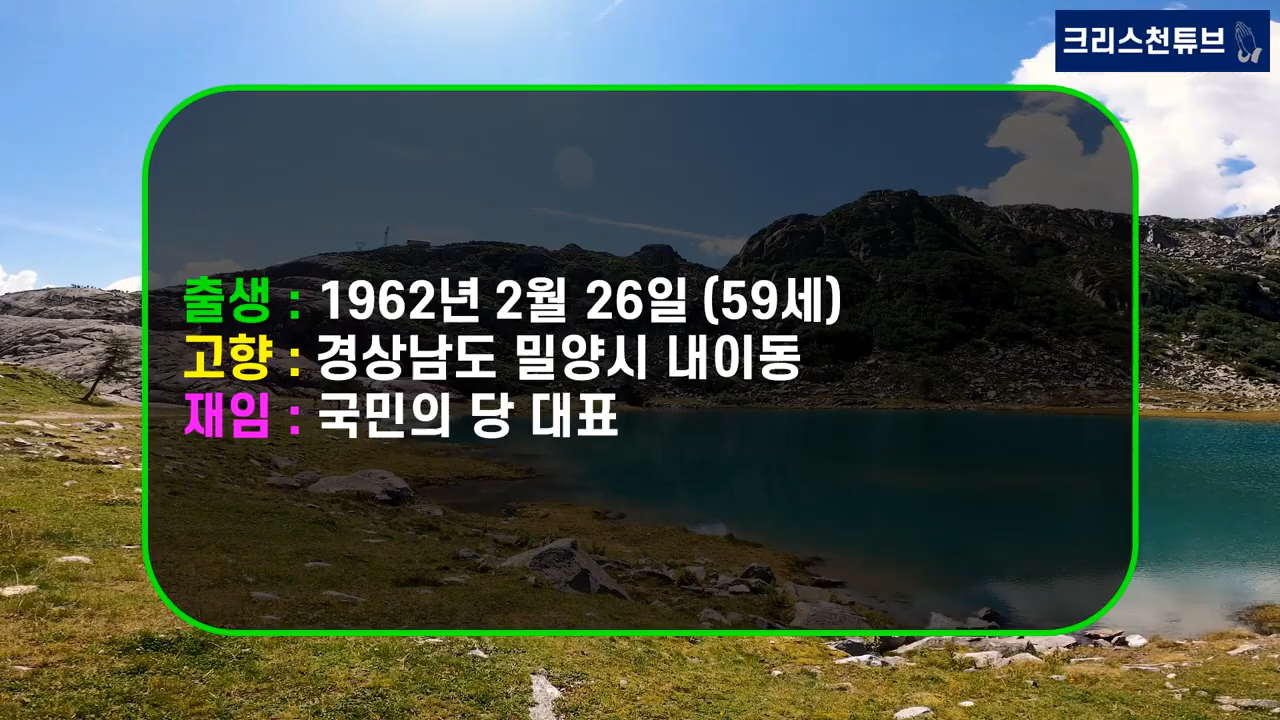 크리스천튜브
출생 : 1962년 2월 26일 (59세)
고향 : 경상남도 밀양시 내이동
재임 : 국민의 당 대표